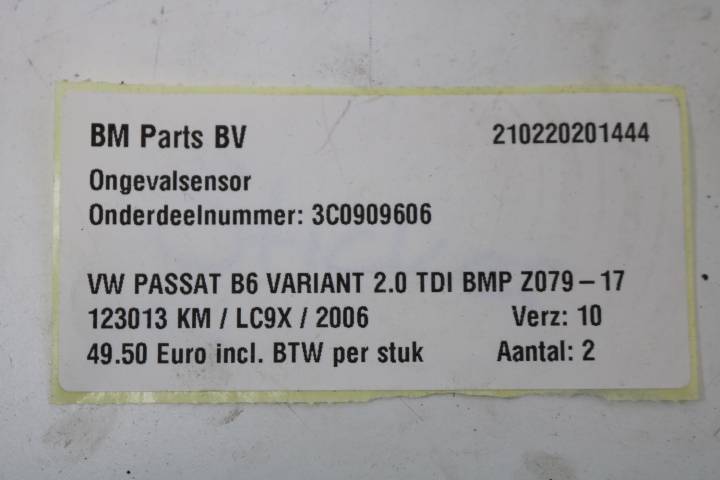 BM Parts BV 210220201444
Ongevalsensor
Onderdeelnummer: 3C0909606
VW PASSAT B6 VARIANT 2.0 TDI BMP Z079-17
123013 KM / LC9X / 2006 Verz: 10
49.50 Euro incl. BTW per stuk Aantal: 2